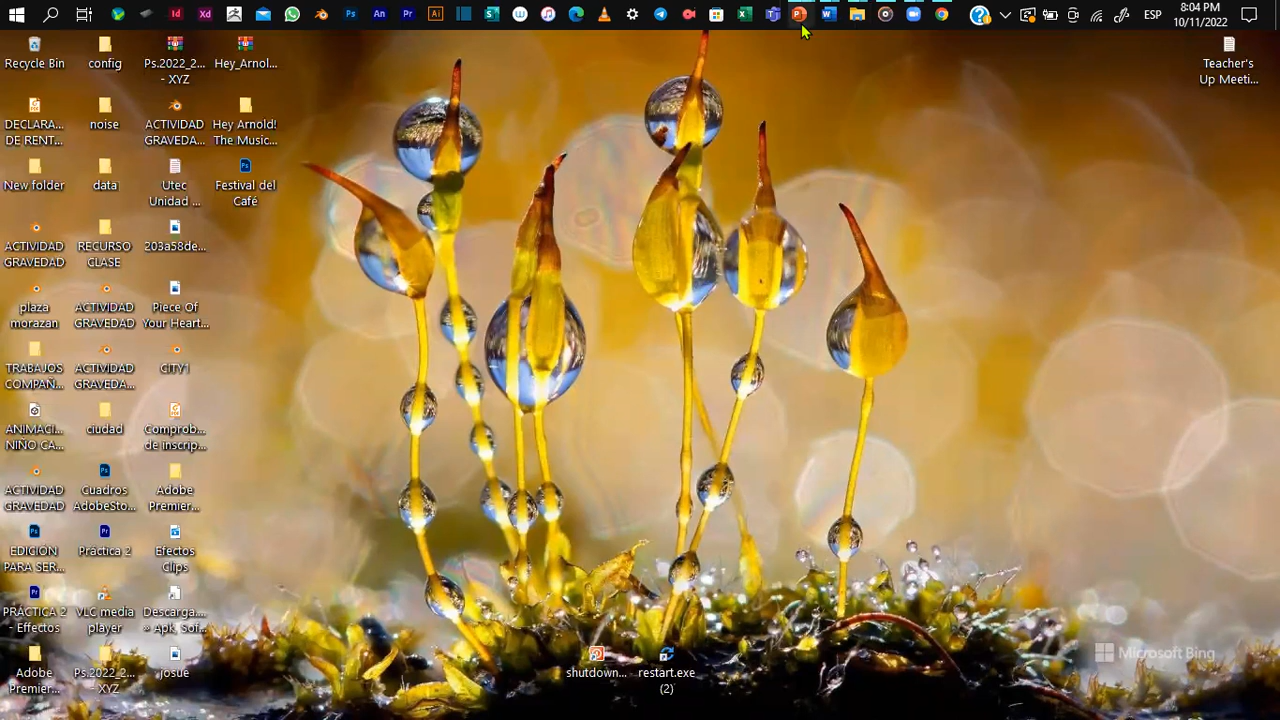 ESP
8:04 PM
10/11/2022
Recycle Bin
config
Ps.2022_2...
- XYZ
Hey_Arnol...
Teacher's
Up Meeti...
DECLARA...
DE RENT...
noise
ACTIVIDAD
GRAVEDA...
Hey Arnold!
The Music...
New folder
data
Utec
Unidad ...
Festival del
Café
ACTIVIDAD
GRAVEDAD
RECURSO
CLASE
203a58de...
plaza
morazan
ACTIVIDAD
GRAVEDAD
Piece Of
Your Heart...
TRABAJOS
COMPAÑ...
ACTIVIDAD
GRAVEDA...
CITY1
ANIMACI...
NIÑO CA...
ciudad
Comprob...
de inscrip...
ACTIVIDAD
GRAVEDAD
Cuadros
AdobeSto...
Adobe
Premier...
EDICIÓN
PARA SER...
Práctica 2
Efectos
Clips
PRÁCTICA 2
- Efectos
VLC media
player
Descarga...
» Apk, Sof...
Adobe
Premier...
Ps.2022_2...
- XYZ
josue
shutdown...
restart.exe
(2)
Microsoft Bing